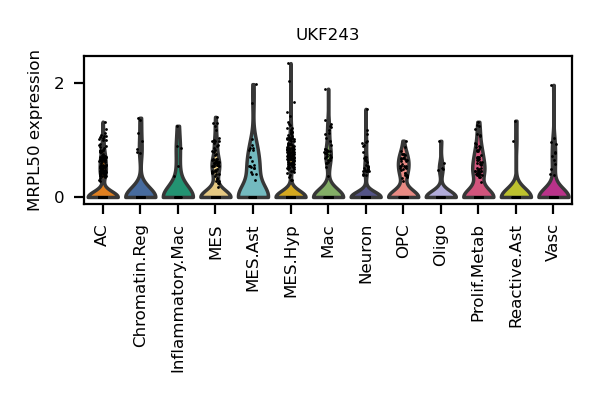 UKF243
MRPL50 expression
2
0
AC
Chromatin.Reg
Inflammatory.Mac
MES
MES.Ast
MES.Hyp
Mac
Neuron
OPC
Oligo
Prolif.Metab
Reactive.Ast
Vasc